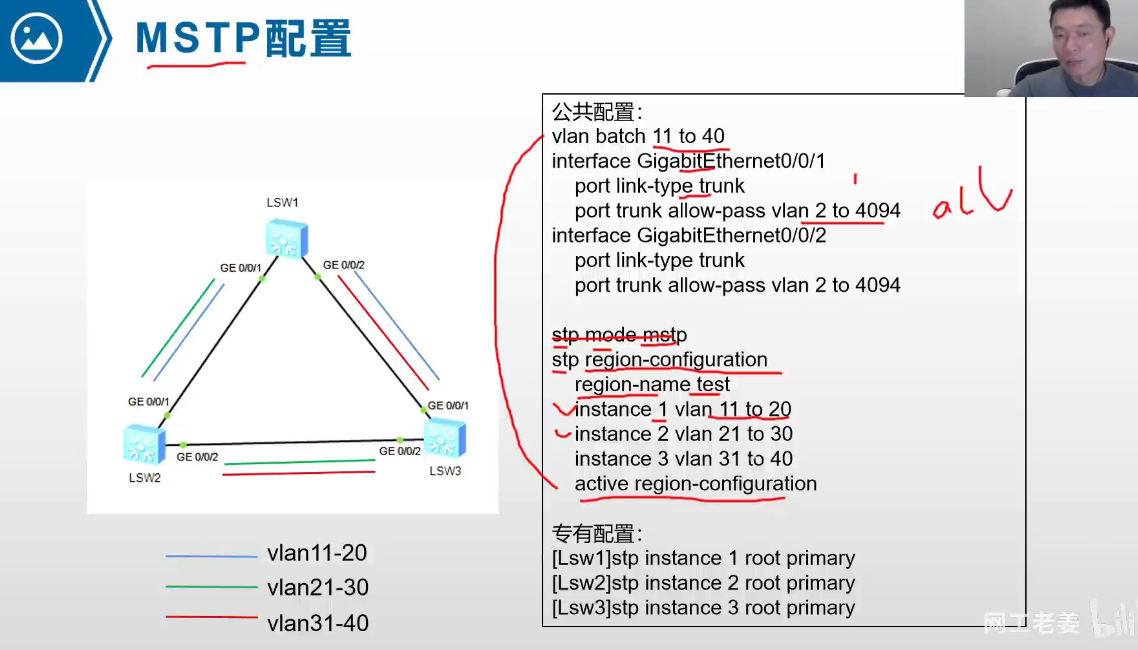 MSTP配置
公共配置：
vlan batch 11 to 40
interface GigabitEthernet0/0/1
port link-type trunk
port trunk allow-pass vlan 2 to 4094
all
interface GigabitEthernet0/0/2
port link-type trunk
port trunk allow-pass vlan 2 to 4094
stp mode mstp
stp region-configuration
region-name test
instance 1 vlan 11 to 20
instance 2 vlan 21 to 30
instance 3 vlan 31 to 40
active region-configuration
专有配置：
[Lsw1]stp instance 1 root primary
[Lsw2]stp instance 2 root primary
[Lsw3]stp instance 3 root primary
LSW1
GE 0/0/1
GE 0/0/2
GE 0/0/1
GE 0/0/1
GE 0/0/2
GE 0/0/2
LSW2
LSW3
vlan11-20
vlan21-30
vlan31-40
网工老姜 bili